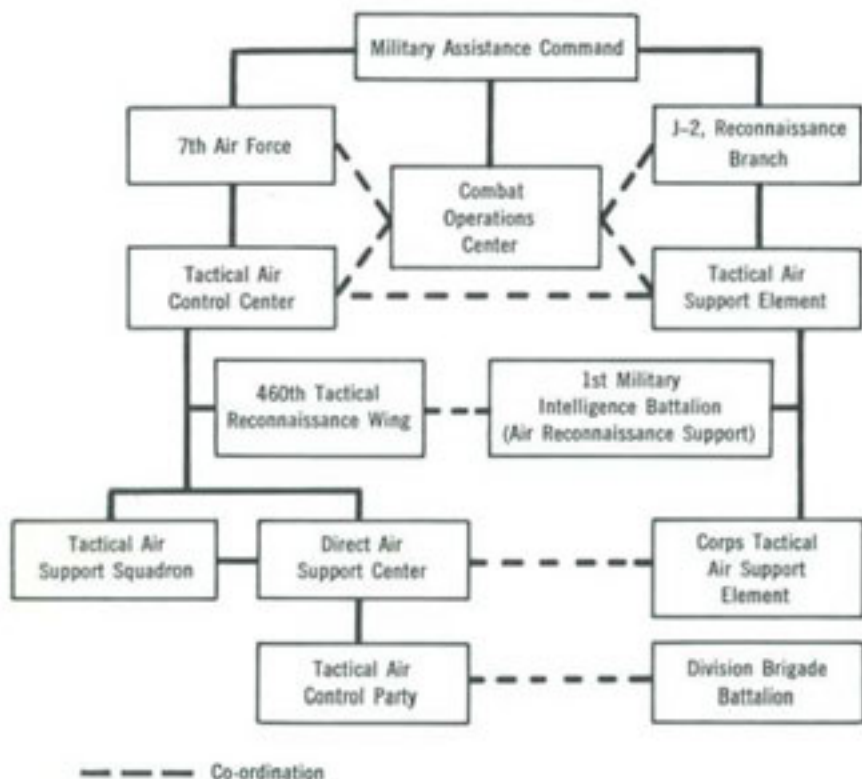 Military Assistance Command
7th Air Force
J-2, Reconnaissance
Branch
Combat
Operations
Center
Tactical Air
Control Center
Tactical Air
Support Element
460th Tactical
Reconnaissance Wing
1st Military
Intelligence Battalion
(Air Reconnaissance Support)
Tactical Air
Support Squadron
Direct Air
Support Center
Corps Tactical
Air Support
Element
Tactical Air
Control Party
Division Brigade
Battalion
Co-ordination